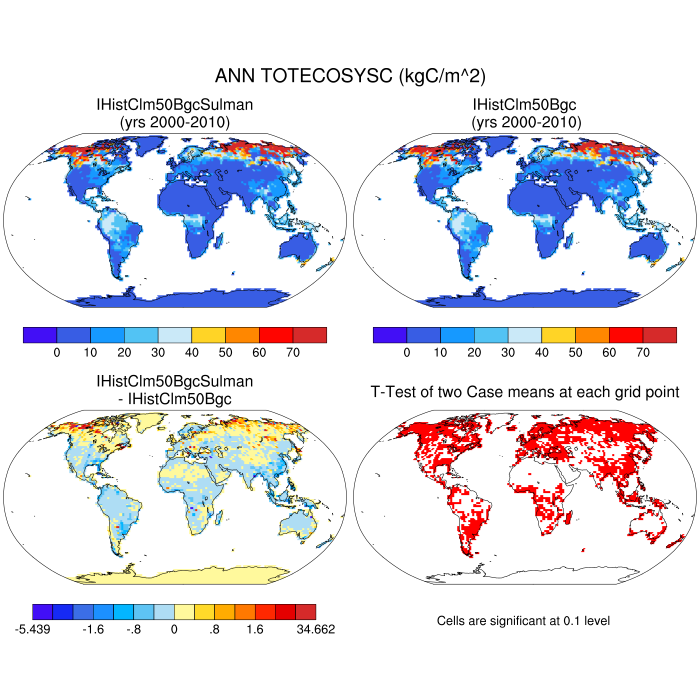 ANN TOTECOSYSC (kgC/m^2)
IHistClm50BgcSulman
(yrs 2000-2010)
IHistClm50Bgc
(yrs 2000-2010)
0 10 20 30 40 50 60 70
0 10 20 30 40 50 60 70
IHistClm50BgcSulman
- IHistClm50Bgc
T-Test of two Case means at each grid point
-5.439 -1.6 -.8 0 .8 1.6 34.662
Cells are significant at 0.1 level